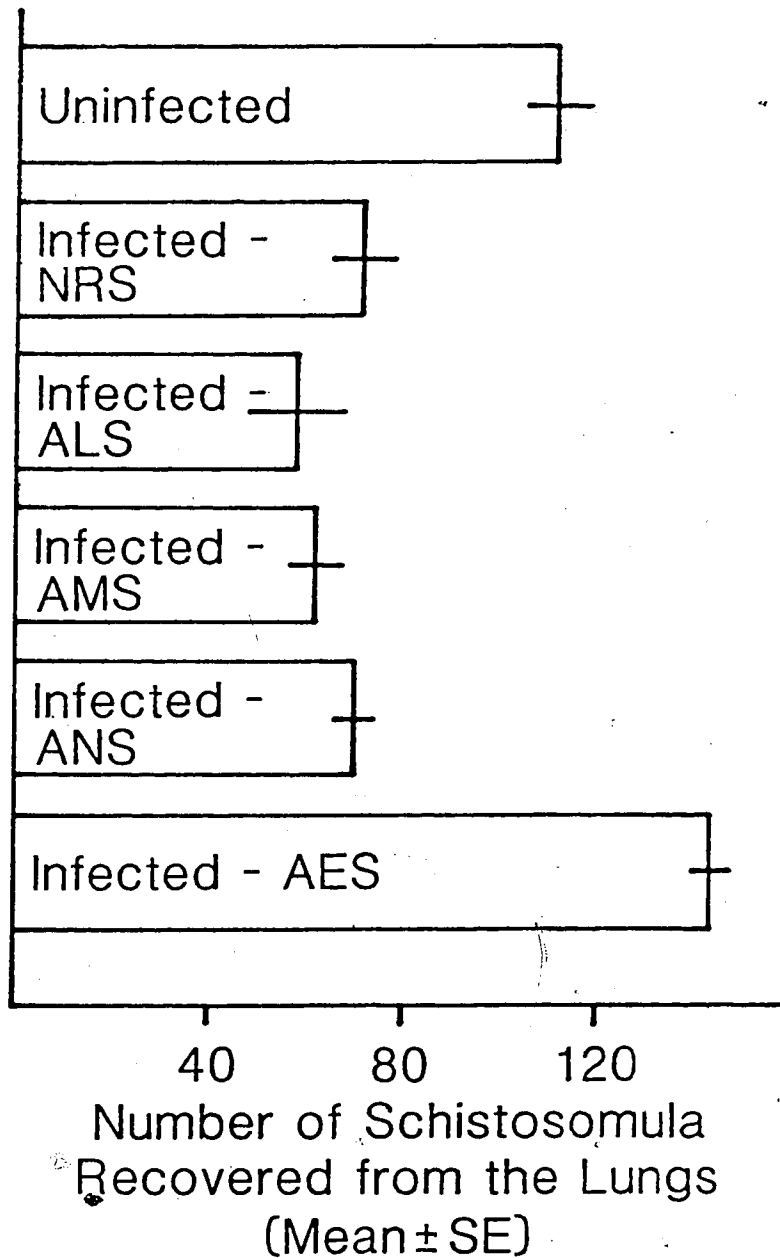 Uninfected
Infected -
NRS
Infected -
ALS
Infected -
AMS
Infected -
ANS
Infected - AES
40 80 120
Number of Schistosomula
Recovered from the Lungs
(Mean ± SE)